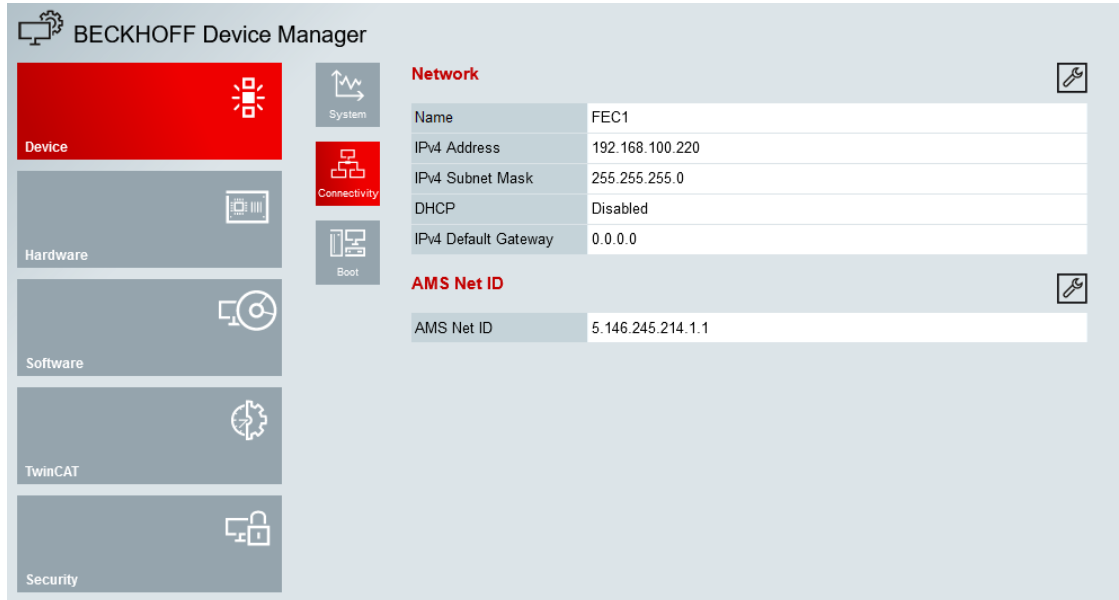 BECKHOFF Device Manager
Device
Hardware
Software
TwinCAT
Security
System
Connectivity
Boot
Network
Name FEC1
IPv4 Address 192.168.100.220
IPv4 Subnet Mask 255.255.255.0
DHCP Disabled
IPv4 Default Gateway 0.0.0.0
AMS Net ID
AMS Net ID 5.146.245.214.1.1